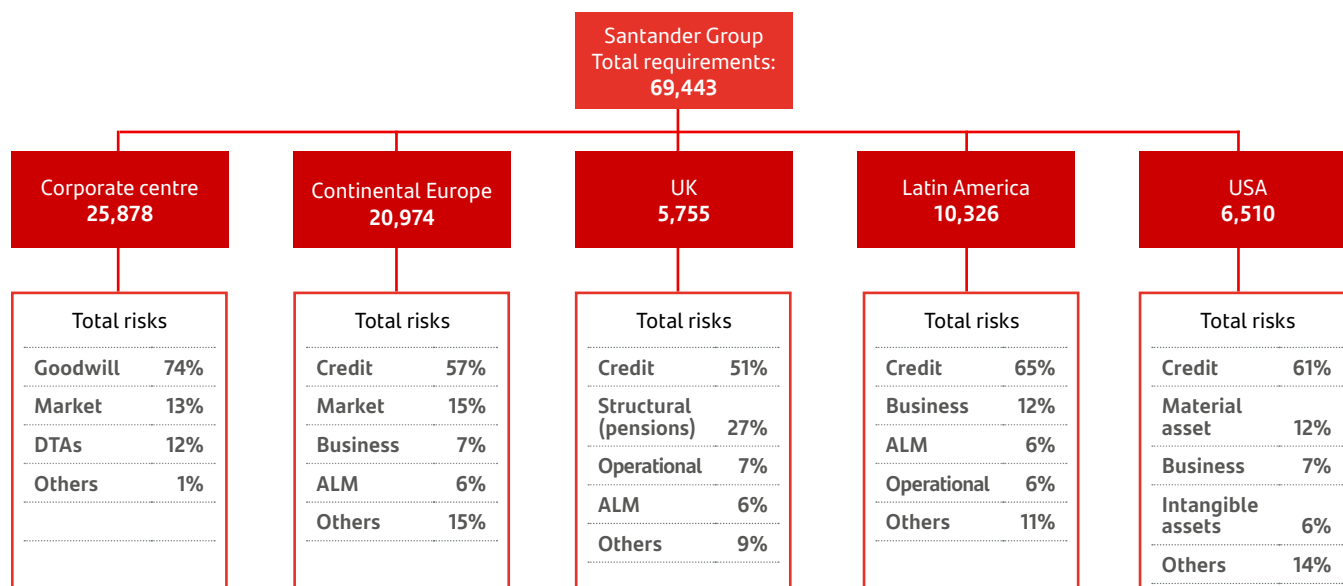 Santander Group
Total requirements:
69,443
Corporate centre
25,878
Continental Europe
20,974
UK
5,755
Latin America
10,326
USA
6,510
Total risks
Goodwill 74%
Market 13%
DTAs 12%
Others 1%
Total risks
Credit 57%
Market 15%
Business 7%
ALM 6%
Others 15%
Total risks
Credit 51%
Structural
(pensions) 27%
Operational 7%
ALM 6%
Others 9%
Total risks
Credit 65%
Business 12%
ALM 6%
Operational 6%
Others 11%
Total risks
Credit 61%
Material
asset 12%
Business 7%
Intangible
assets 6%
Others 14%